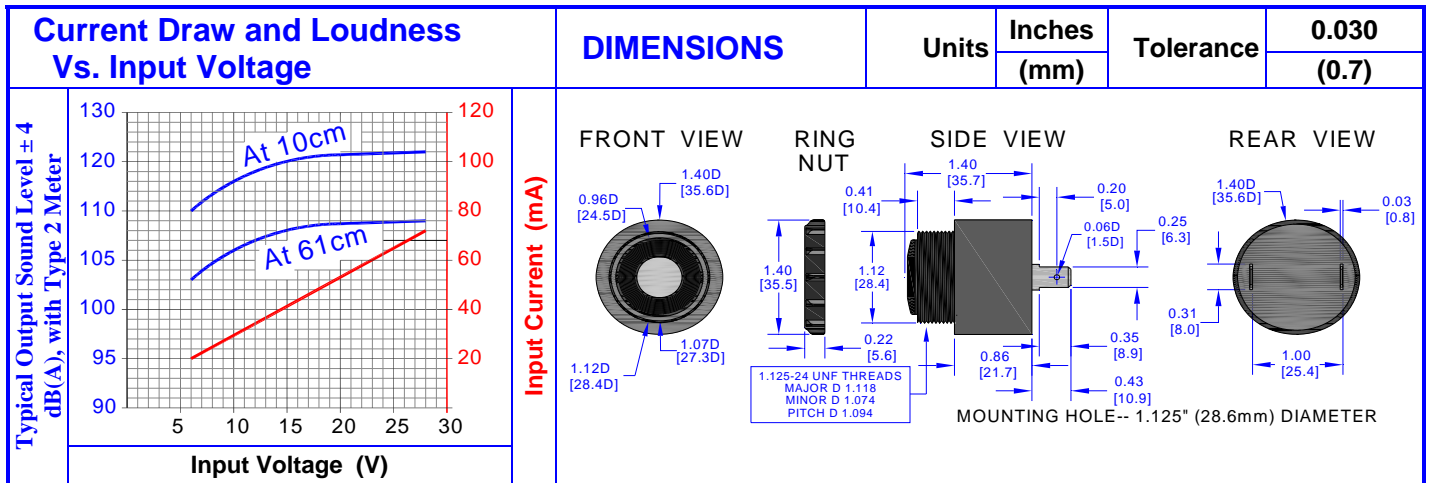 Current Draw and Loudness
Vs. Input Voltage
DIMENSIONS
Units
Inches
(mm)
Tolerance
0.030
(0.7)
Typical Output Sound Level ± 4
dB(A), with Type 2 Meter
130
120
110
105
100
95
90
At 10cm
At 61cm
120
100
80
60
40
20
Input Current (mA)
5 10 15 20 25 30
Input Voltage (V)
FRONT VIEW
1.40D
[35.6D]
0.96D
[24.5D]
1.12D
[28.4D]
1.07D
[27.3D]
RING
NUT
1.40
[35.5]
0.22
[5.6]
SIDE VIEW
1.40
[35.7]
0.41
[10.4]
0.20
[5.0]
0.06D
[1.5D]
0.25
[6.3]
1.12
[28.4]
0.35
[8.9]
0.86
[21.7]
0.43
[10.9]
1.125-24 UNF THREADS
MAJOR D 1.118
MINOR D 1.074
PITCH D 1.094
REAR VIEW
1.40D
[35.6D]
0.03
[0.8]
0.31
[8.0]
1.00
[25.4]
MOUNTING HOLE-- 1.125" (28.6mm) DIAMETER